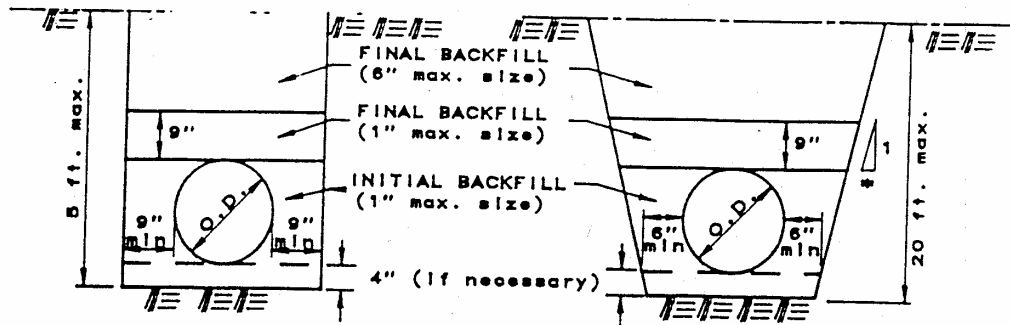 FINAL BACKFILL
(6" max. size)
FINAL BACKFILL
(1" max. size)
INITIAL BACKFILL
(1" max. size)
4" (if necessary)
5 ft. max.
9"
O.D.
9"
min
9"
min
9"
1
*
O.D.
6"
min
6"
min
20 ft. max.